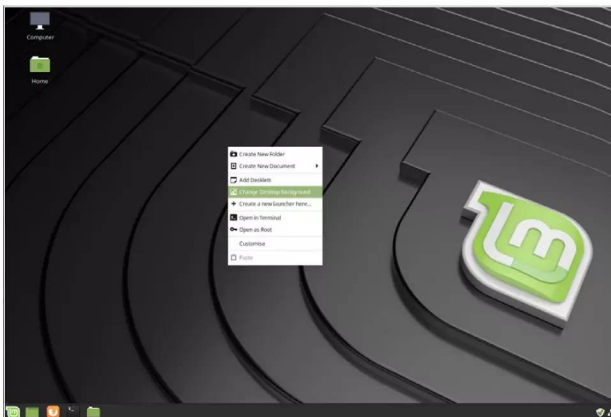 Computer
Home
Create New Folder
Create New Document
Add Desklets
Change Desktop Background
+ Create a new launcher here...
Open in Terminal
Open as Root
Customise
Paste
lm